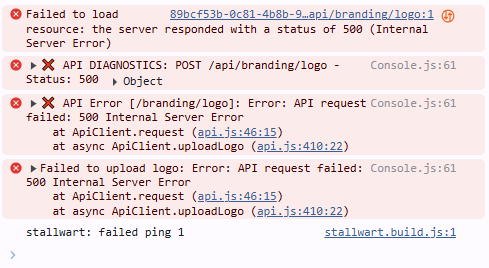 Failed to load 89bcf53b-0c81-4b8b-9…api/branding/logo:1
resource: the server responded with a status of 500 (Internal
Server Error)
▶❌ API DIAGNOSTICS: POST /api/branding/logo - Console.js:61
Status: 500 ▶ Object
▶❌ API Error [/branding/logo]: Error: API request Console.js:61
failed: 500 Internal Server Error
at ApiClient.request (api.js:46:15)
at async ApiClient.uploadLogo (api.js:410:22)
▶Failed to upload logo: Error: API request failed: Console.js:61
500 Internal Server Error
at ApiClient.request (api.js:46:15)
at async ApiClient.uploadLogo (api.js:410:22)
stallwart: failed ping 1 stallwart.build.js:1